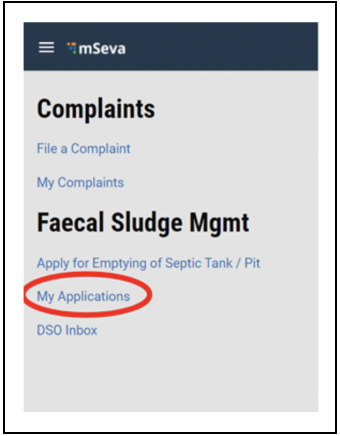 mSeva
Complaints
File a Complaint
My Complaints
Faecal Sludge Mgmt
Apply for Emptying of Septic Tank / Pit
My Applications
DSO Inbox